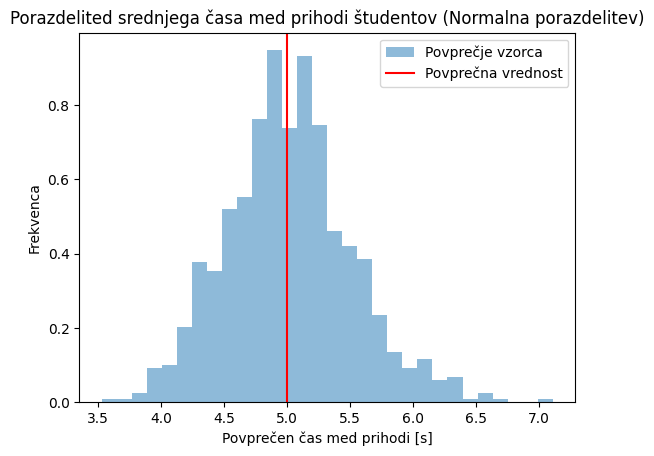 Porazdelited srednjega časa med prihodi študentov (Normalna porazdelitev)
Povprečje vzorca
Povprečna vrednost
Frekvenca
0.8
0.6
0.4
0.2
0.0
3.5 4.0 4.5 5.0 5.5 6.0 6.5 7.0
Povprečen čas med prihodi [s]